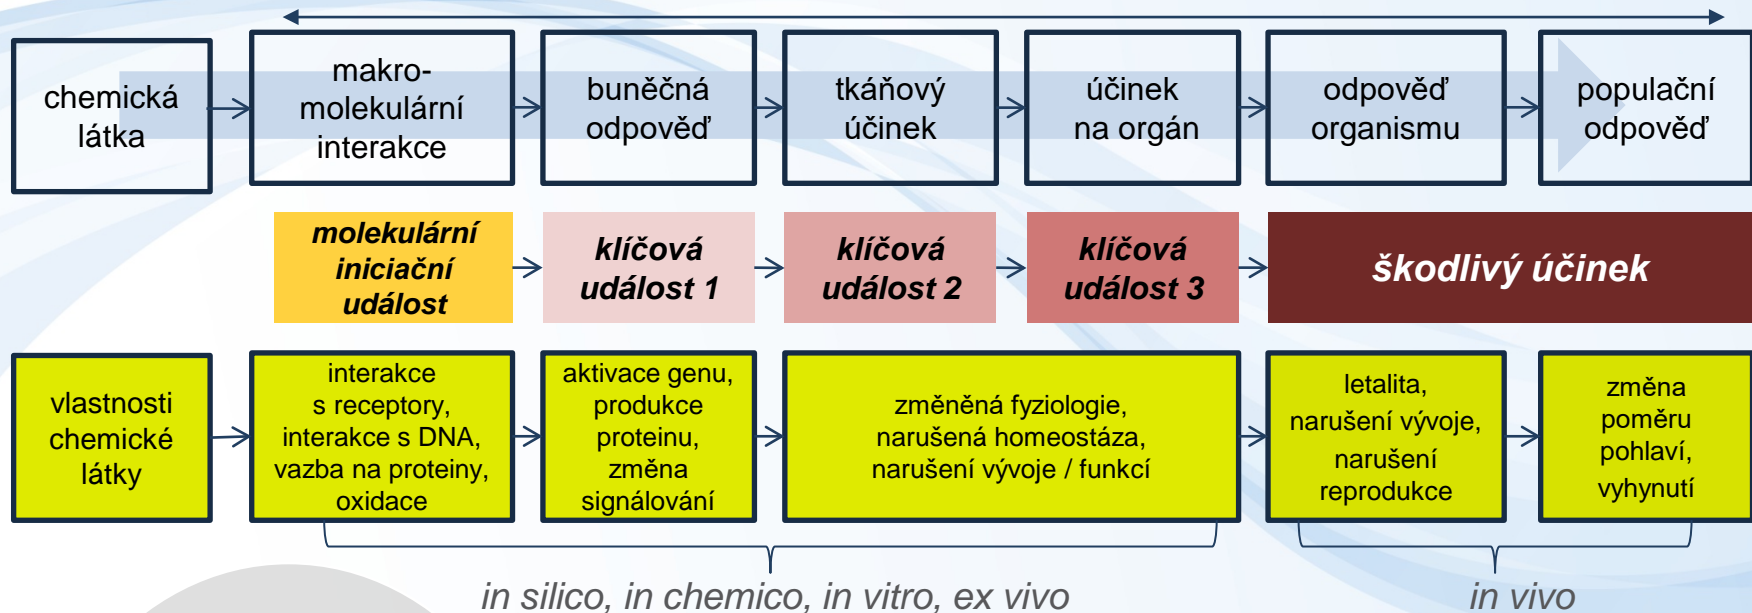 chemická
látka
makro-
molekulární
interakce
buněčná
odpověď
tkáňový
účinek
účinek
na orgán
odpověď
organismu
populační
odpověď
molekulární
iniciační
událost
klíčová
událost 1
klíčová
událost 2
klíčová
událost 3
škodlivý účinek
vlastnosti
chemické
látky
interakce
s receptory,
interakce s DNA,
vazba na proteiny,
oxidace
aktivace genu,
produkce
proteinu,
změna
signálování
změněná fyziologie,
narušená homeostáza,
narušení vývoje / funkcí
letalita,
narušení vývoje,
narušení
reprodukce
změna
poměru
pohlaví,
vyhynutí
in silico, in chemico, in vitro, ex vivo
in vivo